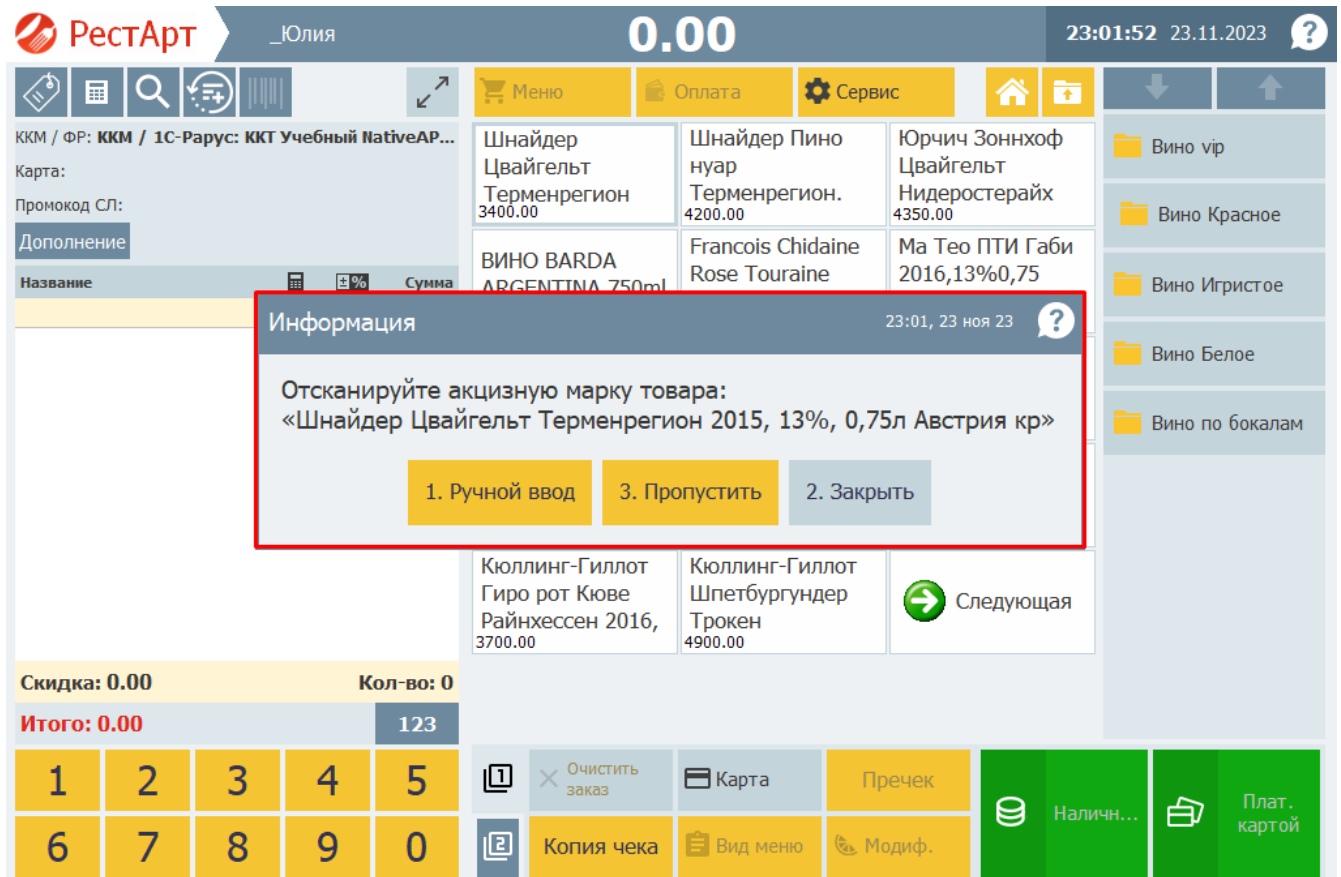 РестАрт
_Юлия
0.00
23:01:52 23.11.2023
?
Меню
Оплата
Сервис
ККМ / ФР: ККМ / 1С-Рарус: ККТ Учебный NativeAP...
Карта:
Промокод СЛ:
Дополнение
Название
±%
Сумма
Шнайдер
Цвайгельт
Терменрегион
3400.00
Шнайдер Пино
нуар
Терменрегион.
4200.00
Юрчич Зоннхоф
Цвайгельт
Нидеростерайх
4350.00
ВИНО BARDA
ARGENTINA 750ml
Francois Chidaine
Rose Touraine
Ма Тео ПТИ Габи
2016,13%0,75
Вино vip
Вино Красное
Вино Игристое
Вино Белое
Вино по бокалам
Информация
23:01, 23 ноя 23
?
Отсканируйте акцизную марку товара:
«Шнайдер Цвайгельт Терменрегион 2015, 13%, 0,75л Австрия кр»
1. Ручной ввод
3. Пропустить
2. Закрыть
Кюллинг-Гиллот
Гиро рот Кюве
Райнхессен 2016,
3700.00
Кюллинг-Гиллот
Шпетбургундер
Трокен
4900.00
Следующая
Скидка: 0.00
Кол-во: 0
Итого: 0.00
123
1 2 3 4 5
6 7 8 9 0
1
Очистить
заказ
Карта
Пречек
2
Копия чека
Вид меню
Модиф.
Наличн...
Плат.
картой